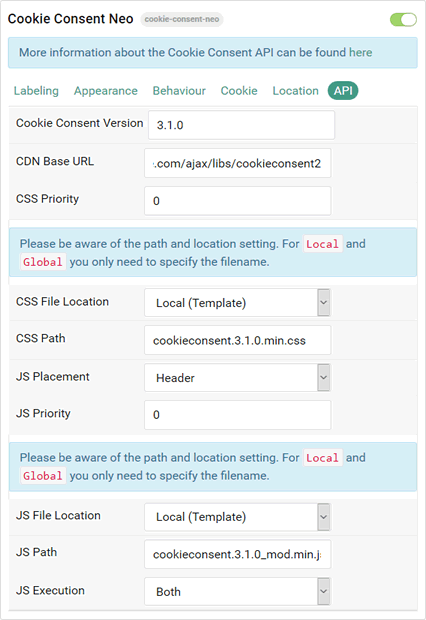 Cookie Consent Neo cookie-consent-neo
More information about the Cookie Consent API can be found here
Labeling Appearance Behaviour Cookie Location API
Cookie Consent Version 3.1.0
CDN Base URL .com/ajax/libs/cookieconsent2
CSS Priority 0
Please be aware of the path and location setting. For Local and
Global you only need to specify the filename.
CSS File Location Local (Template)
CSS Path cookieconsent.3.1.0.min.css
JS Placement Header
JS Priority 0
Please be aware of the path and location setting. For Local and
Global you only need to specify the filename.
JS File Location Local (Template)
JS Path cookieconsent.3.1.0_mod.min.js
JS Execution Both